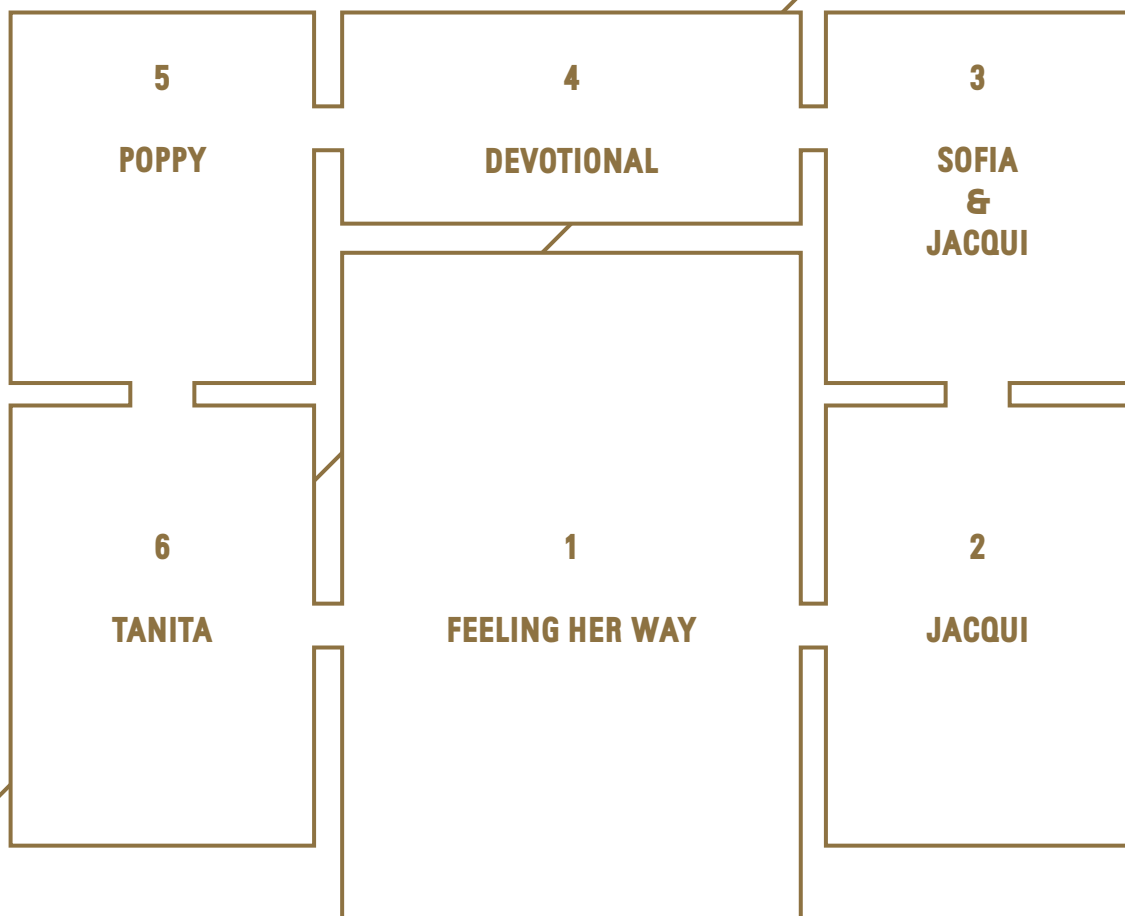 5
POPPY
4
DEVOTIONAL
3
SOFIA
&
JACQUI
6
TANITA
1
FEELING HER WAY
2
JACQUI